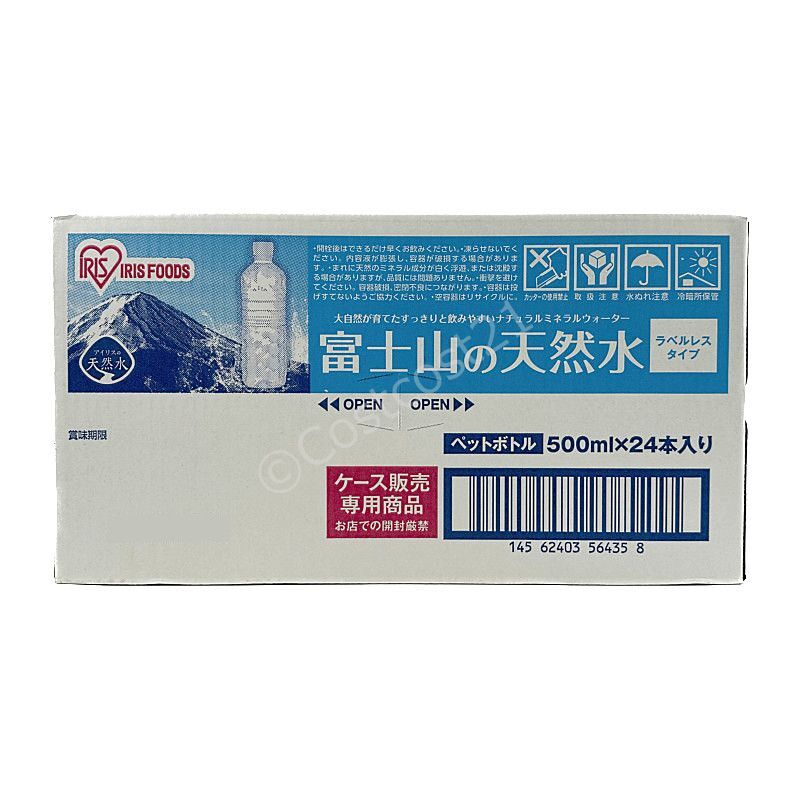 IRIS
IRIS FOODS
アイリスの
天然水
・開栓後はできるだけ早くお飲みください。・凍らせないでく
ださい。内容液が膨張し、容器が破損する場合がありま
す。・まれに天然のミネラル成分が白く浮遊、または沈殿す
る場合がありますが、品質には問題ありません。・衝撃を避け
てください。容器破損、密閉不良につながります。・容器は投
げすてないようご協力ください。・空容器はリサイクルに。
カッターの使用禁止
取扱注意
水ぬれ注意
冷暗所保管
大自然が育てたすっきりと飲みやすいナチュラルミネラルウォーター
富士山の天然水
ラベルレス
タイプ
OPEN
OPEN
賞味期限
ペットボトル 500ml×24本入り
ケース販売
専用商品
お店での開封厳禁
145 62403 56435 8
©Costcost21